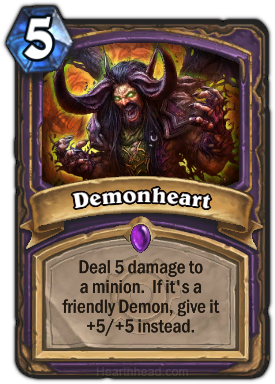 5
Demonheart
Deal 5 damage to
a minion.  If it's a
friendly Demon, give it
+5/+5 instead.
Hearthhead.com